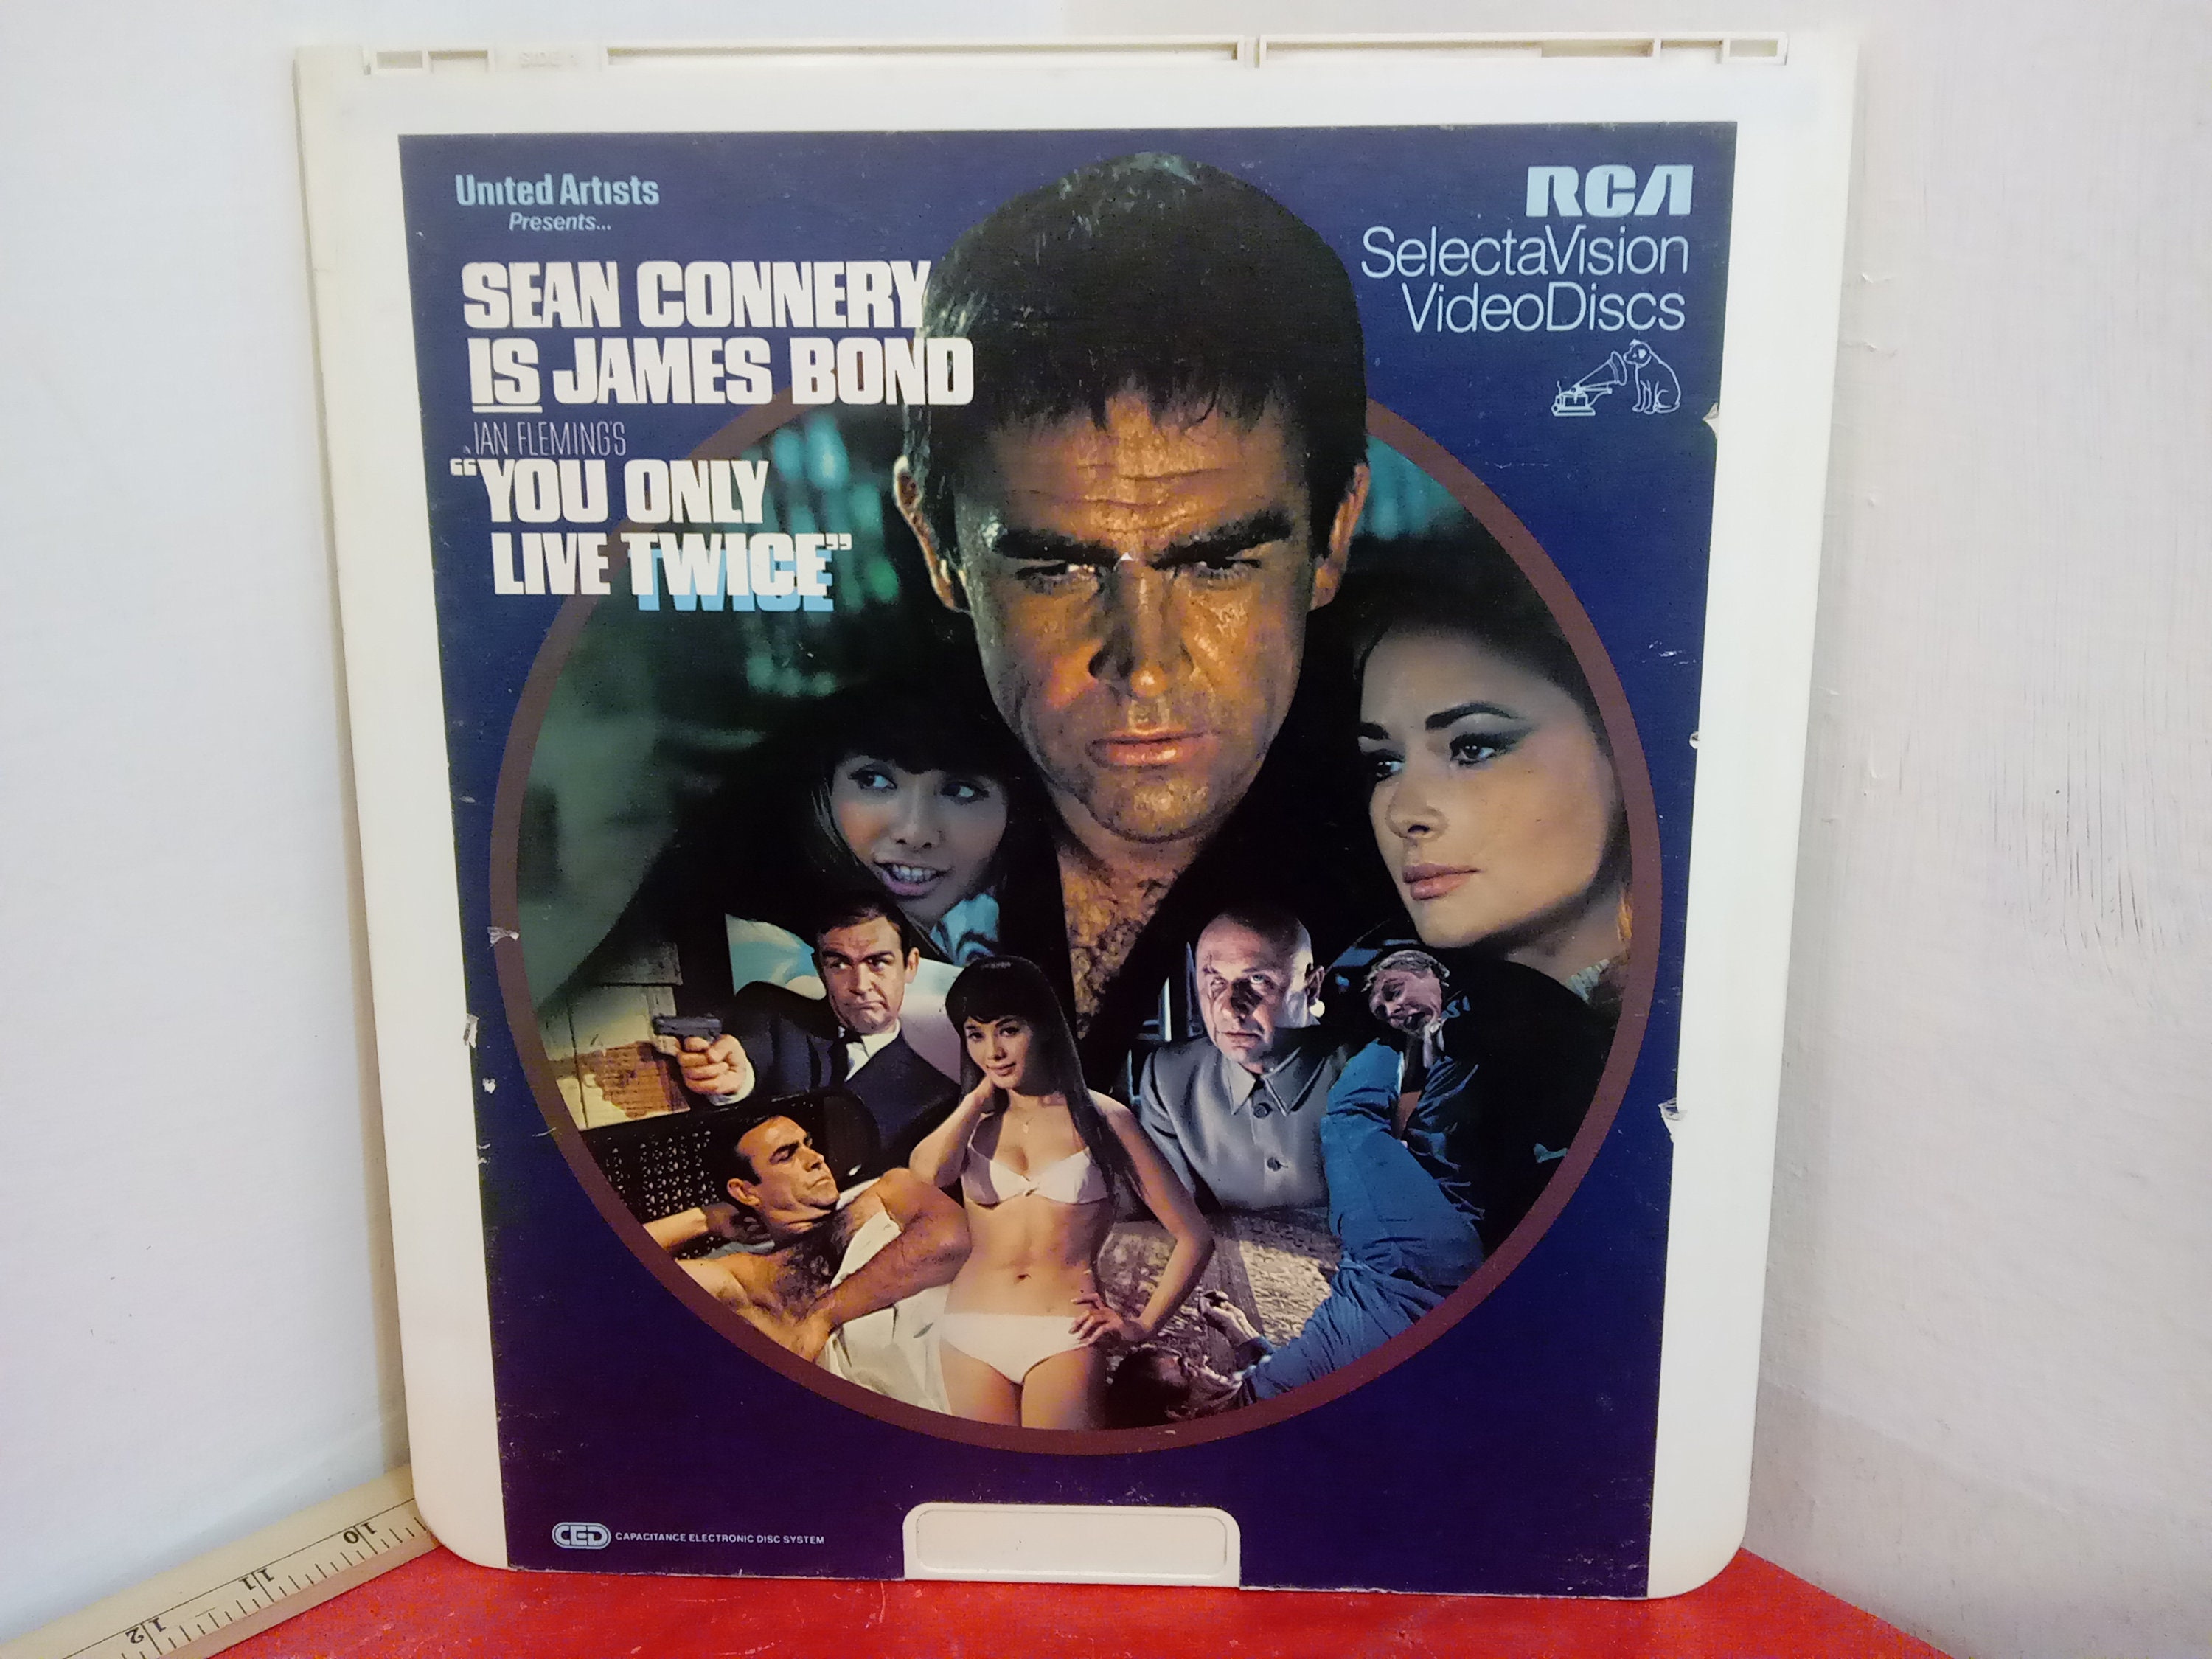 United Artists
Presents...
SEAN CONNERY
IS JAMES BOND
IAN FLEMING'S
"YOU ONLY
LIVE TWICE"
TWICE
RCA
SelectaVision
VideoDiscs
CED CAPACITANCE ELECTRONIC DISC SYSTEM
10
11
12